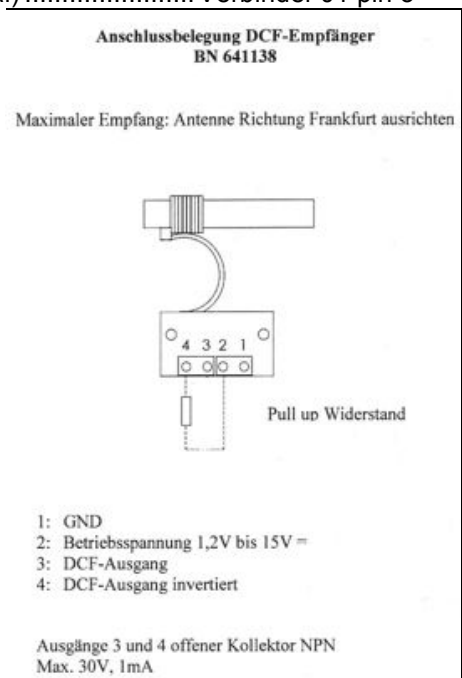 Anschlussbelegung DCF-Empfänger
BN 641138
Maximaler Empfang: Antenne Richtung Frankfurt ausrichten
4 3 2 1
Pull up Widerstand
1: GND
2: Betriebsspannung 1,2V bis 15V =
3: DCF-Ausgang
4: DCF-Ausgang invertiert
Ausgänge 3 und 4 offener Kollektor NPN
Max. 30V, 1mA